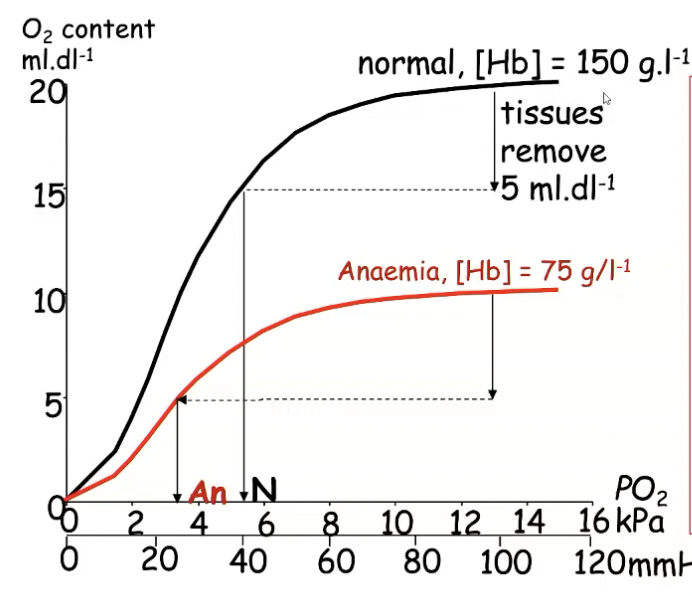 O₂ content
ml.dl⁻¹
normal, [Hb] = 150 g.l⁻¹
20
tissues
remove
5 ml.dl⁻¹
15
Anaemia, [Hb] = 75 g/l⁻¹
10
5
An N
PO₂
0
0 2 4 6 8 10 12 14 16 kPa
0 20 40 60 80 100 120mmH